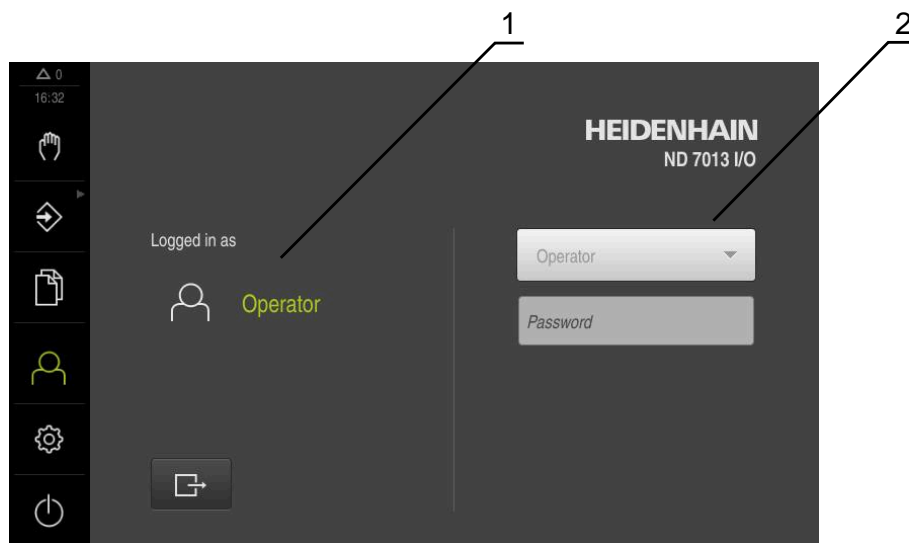 1
2
0
16:32
HEIDENHAIN
ND 7013 I/O
Logged in as
Operator
Operator
Password